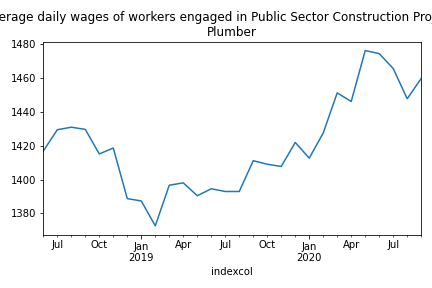 erage daily wages of workers engaged in Public Sector Construction Pro
Plumber
1480
1460
1440
1420
1400
1380
Jul Oct Jan Apr Jul Oct Jan Apr Jul
2019 2020
indexcol